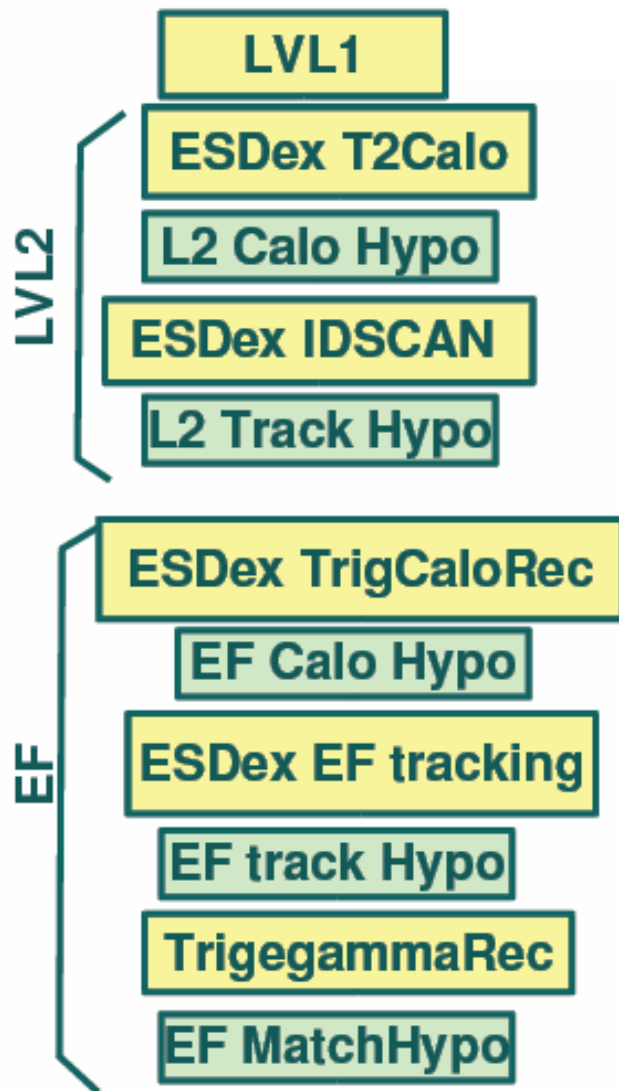 LVL1
LVL2
ESDex T2Calo
L2 Calo Hypo
ESDex IDSCAN
L2 Track Hypo
EF
ESDex TrigCaloRec
EF Calo Hypo
ESDex EF tracking
EF track Hypo
TrigegammaRec
EF MatchHypo